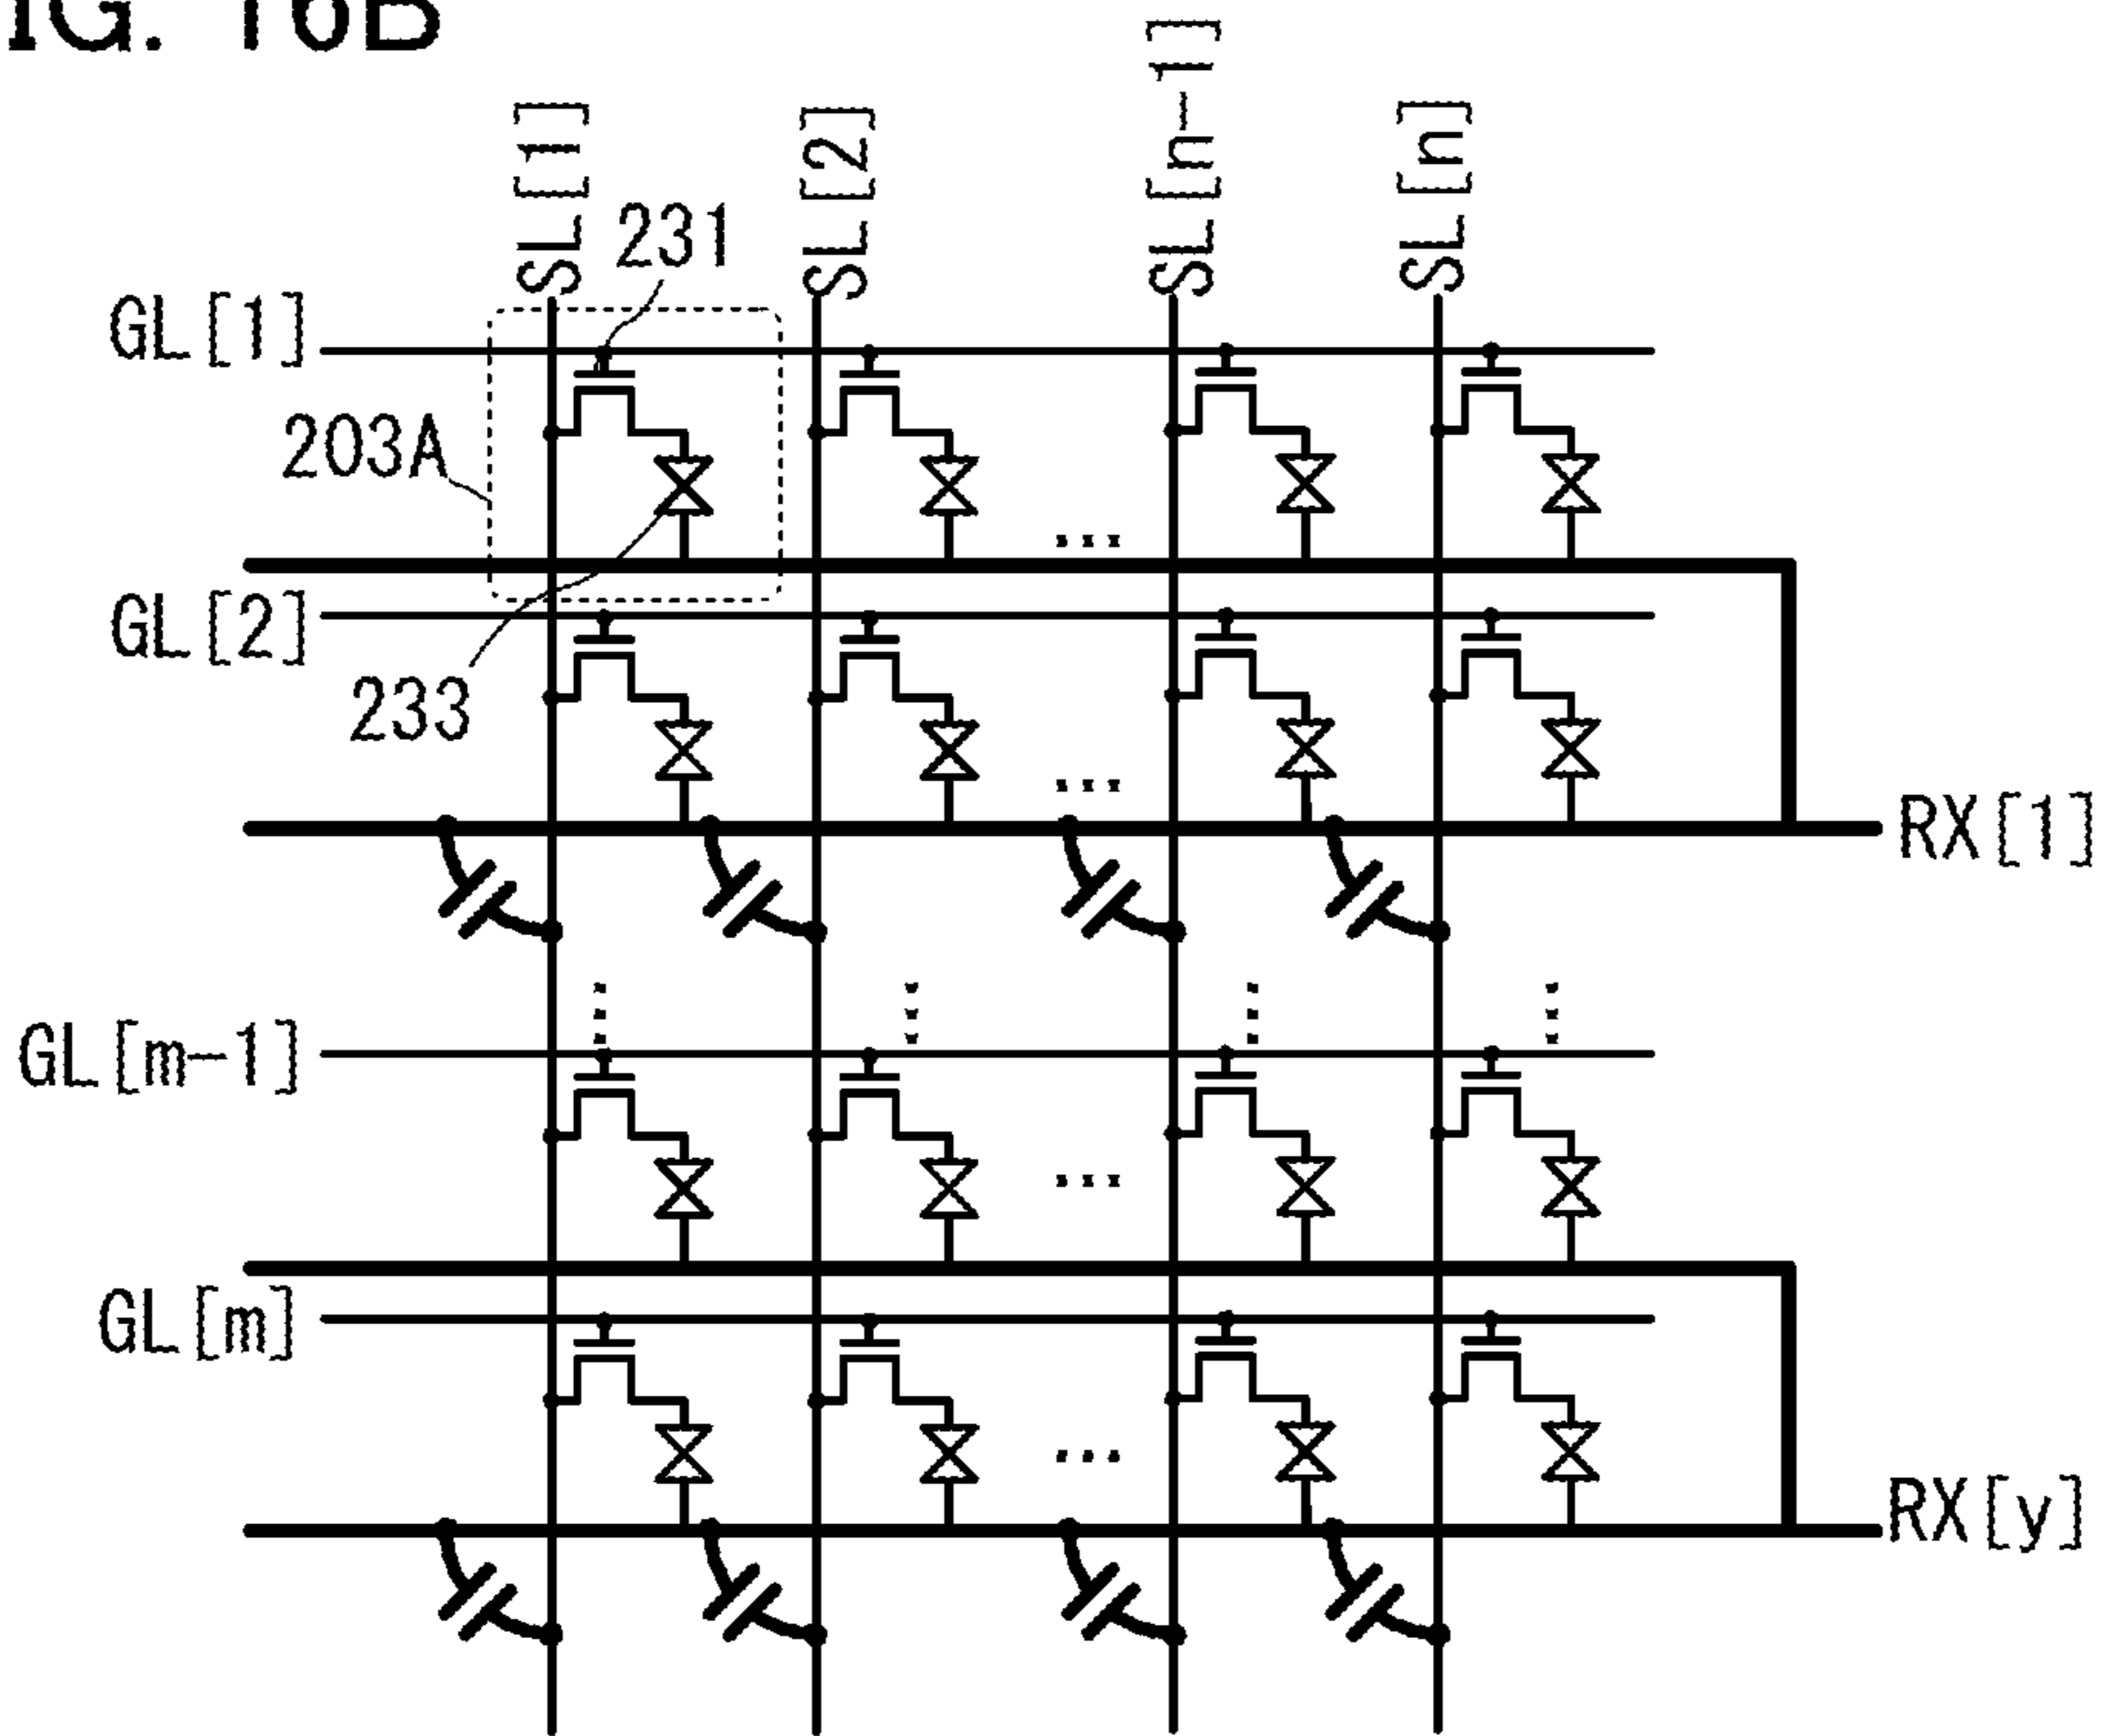 IG. 16B
SL[1]
SL[2]
SL[n-1]
SL[n]
231
GL[1]
203A
GL[2]
233
RX[1]
GL[m-1]
GL[m]
RX[y]